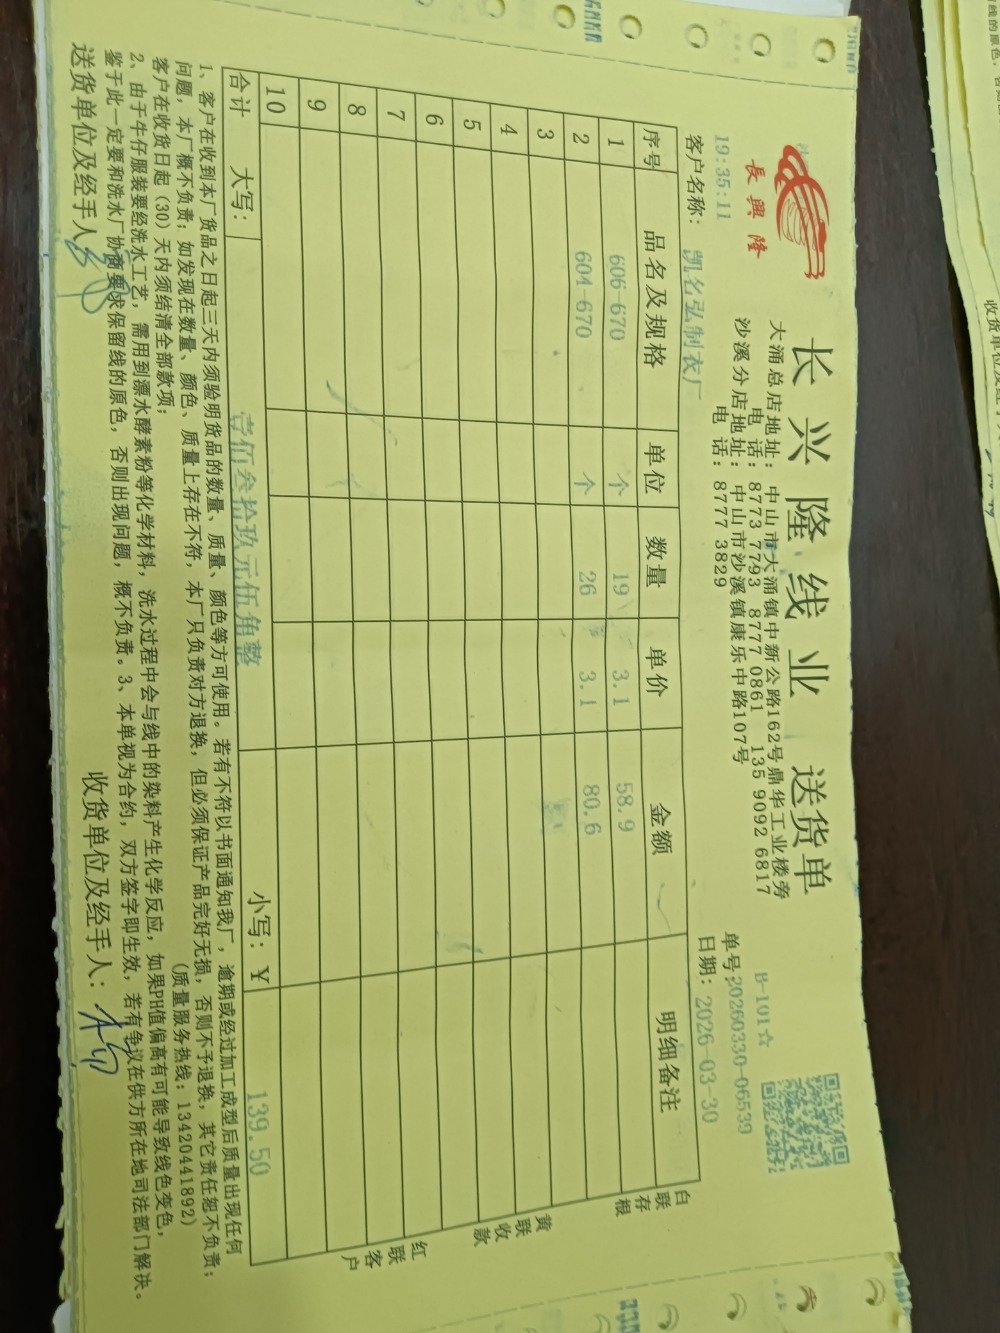 长兴隆线业 送货单
長興隆
大涌总店地址：中山市大涌镇中新公路162号鼎华工业楼旁
电 话：8773 7793 8777 0861 135 9092 6817
沙溪分店地址：中山市沙溪镇康乐中路107号
电 话：8777 3829
B-101☆
单号:20260330-06539
19:35:11
客户名称：凯名弘制衣厂
日期：2026-03-30
序号 品名及规格 单位 数量 单价 金额 明细备注
1 606-670 个 19 3.1 58.9
2 604-670 个 26 3.1 80.6
3
4
5
6
7
8
9
10
合计 大写：壹佰叁拾玖元伍角整 小写：￥ 139.50
白联存根
黄联收款
红联客户
1、客户在收到本厂货品之日起三天内须验明货品的数量、质量、颜色等方可使用。若有不符以书面通知我厂，逾期或经过加工成型后质量出现任何
问题，本厂概不负责；如发现在数量、颜色、质量上存在不符，本厂只负责对方退换，但必须保证产品完好无损，否则不予退换，其它责任恕不负责；
客户在收货日起（30）天内须结清全部款项；
(质量服务热线：13420441892)
2、由于牛仔服装要经洗水工艺，需用到漂水酵素粉等化学材料，洗水过程中会与线中的染料产生化学反应，如果PH值偏高有可能导致线色变色，
鉴于此一定要和洗水厂协商要求保留线的原色，否则出现问题，概不负责。3、本单视为合约，双方签字即生效，若有争议在供方所在地司法部门解决。
送货单位及经手人：
收货单位及经手人：